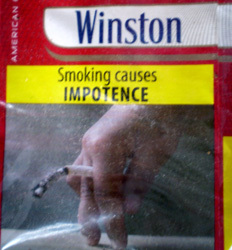 Winston
AMERICAN
Smoking causes
IMPOTENCE